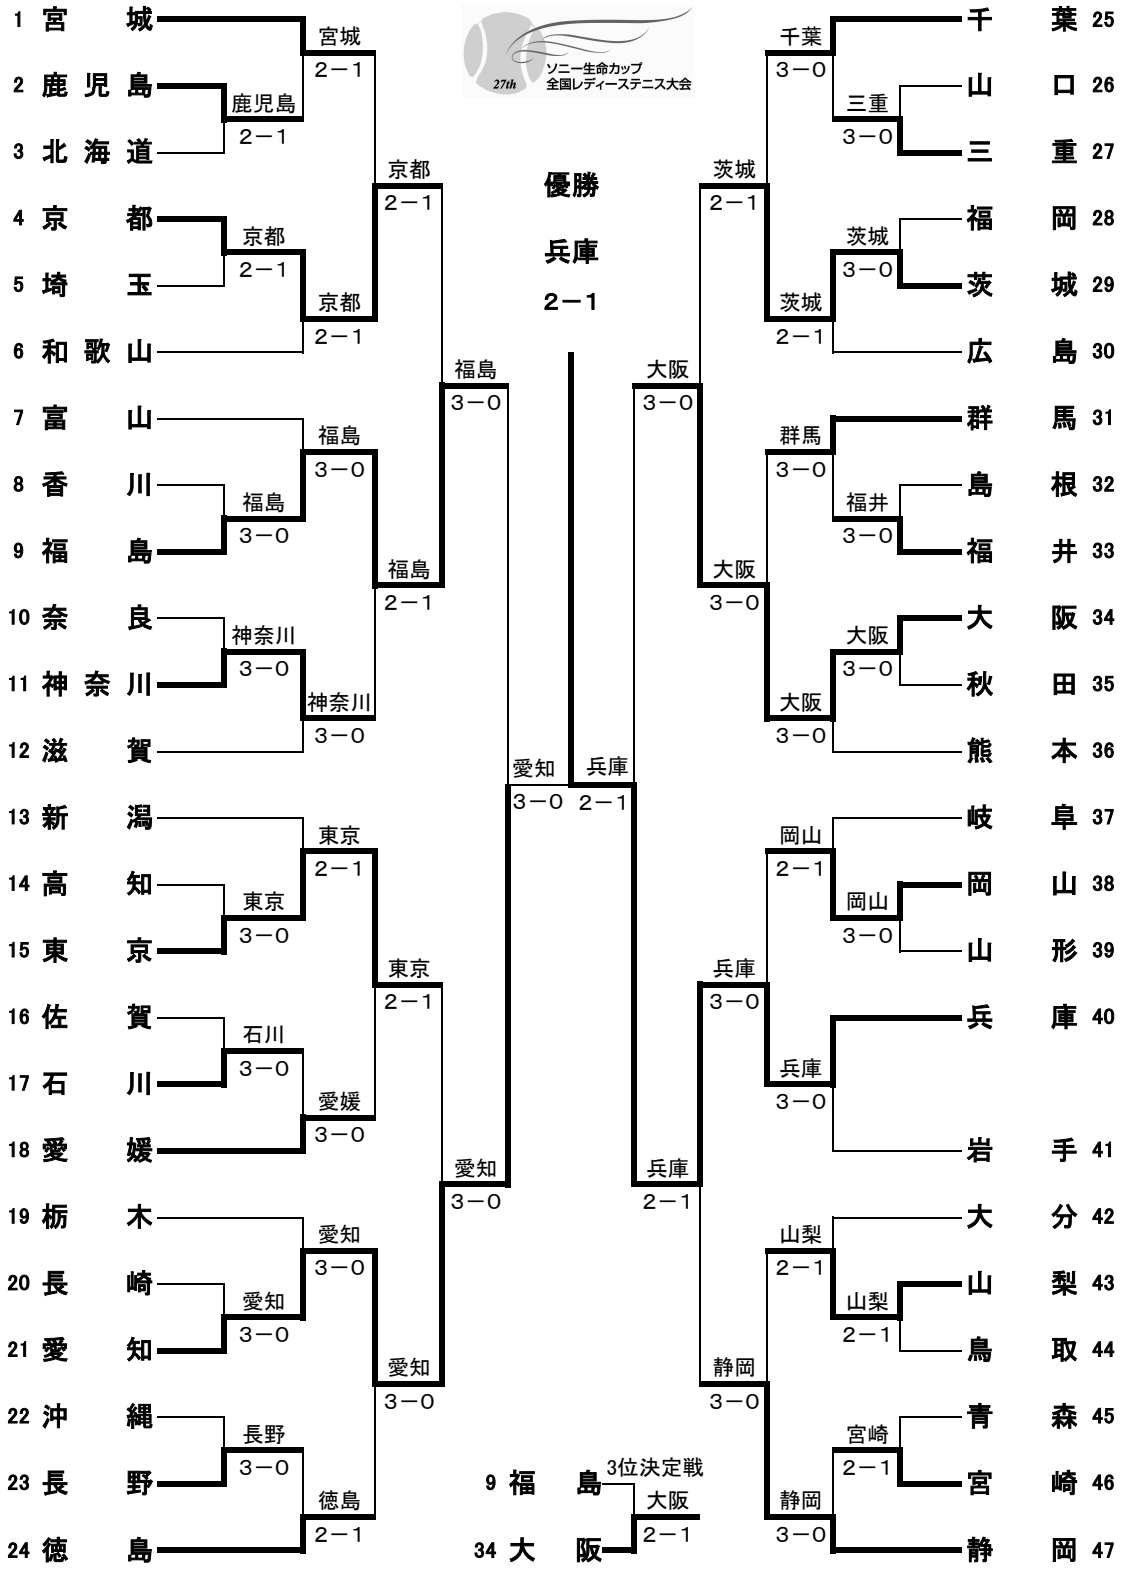 27th
ソニー生命カップ
全国レディーステニス大会
優勝
兵庫
2－1
1 宮城
2 鹿児島
3 北海道
4 京都
5 埼玉
6 和歌山
7 富山
8 香川
9 福島
10 奈良
11 神奈川
12 滋賀
13 新潟
14 高知
15 東京
16 佐賀
17 石川
18 愛媛
19 栃木
20 長崎
21 愛知
22 沖縄
23 長野
24 徳島
鹿児島
2－1
京都
2－1
福島
3－0
神奈川
3－0
東京
3－0
石川
3－0
愛知
3－0
長野
3－0
宮城
2－1
京都
2－1
福島
3－0
神奈川
3－0
東京
2－1
愛媛
3－0
愛知
3－0
徳島
2－1
京都
2－1
福島
2－1
東京
2－1
愛知
3－0
福島
3－0
愛知
3－0
愛知
3－0
兵庫
2－1
大阪
3－0
兵庫
2－1
茨城
2－1
大阪
3－0
兵庫
3－0
静岡
3－0
千葉
3－0
茨城
2－1
群馬
3－0
大阪
3－0
岡山
2－1
兵庫
3－0
山梨
2－1
静岡
3－0
三重
3－0
茨城
3－0
福井
3－0
大阪
3－0
岡山
3－0
山梨
2－1
宮崎
2－1
千葉 25
山口 26
三重 27
福岡 28
茨城 29
広島 30
群馬 31
島根 32
福井 33
大阪 34
秋田 35
熊本 36
岐阜 37
岡山 38
山形 39
兵庫 40
岩手 41
大分 42
山梨 43
鳥取 44
青森 45
宮崎 46
静岡 47
3位決定戦
9 福島
34 大阪
大阪
2－1